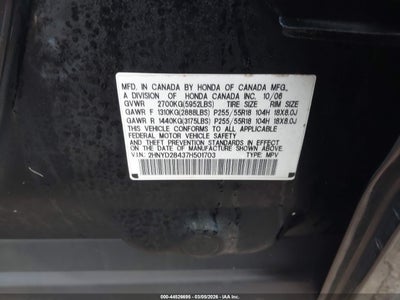 MFD. IN CANADA BY HONDA OF CANADA MFG.,
A DIVISION OF HONDA CANADA INC. 10/06
GVWR 2700KG(5952LBS) TIRE SIZE RIM SIZE
GAWR F 1310KG(2888LBS) P255/55R18 104H 18X8.0J
GAWR R 1440KG(3175LBS) P255/55R18 104H 18X8.0J
THIS VEHICLE CONFORMS TO ALL APPLICABLE
FEDERAL MOTOR VEHICLE SAFETY
AND THEFT PREVENTION STANDARDS IN EFFECT
ON THE DATE OF MANUFACTURE SHOWN ABOVE.
V.I.N.: 2HNYD28437H501703 TYPE: MPV
000-44528695 - 03/05/2026 - IAA Inc.